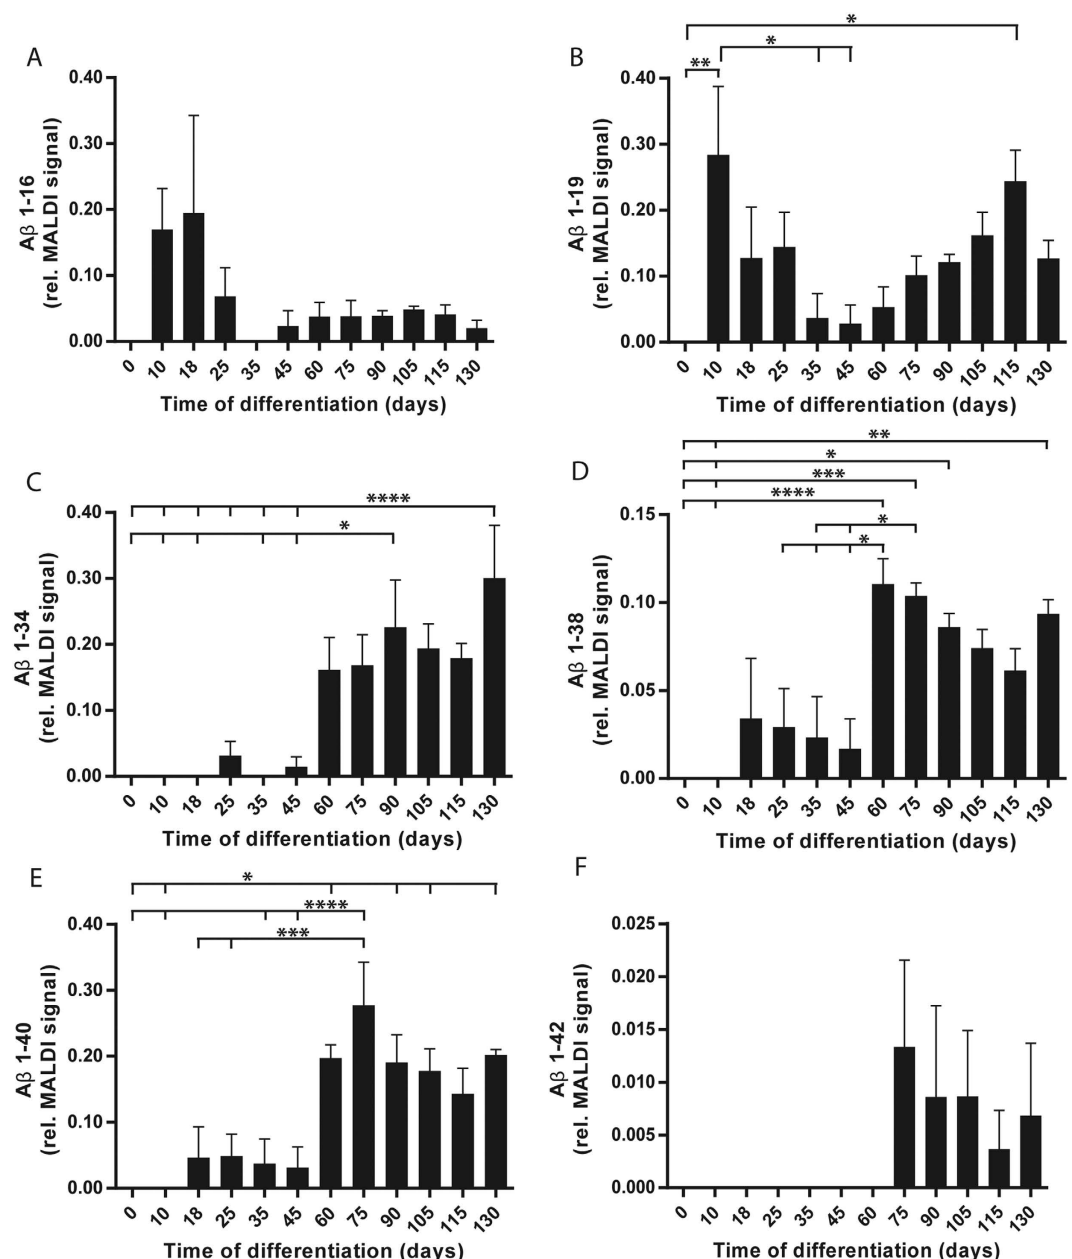 A
Aβ 1-16
(rel. MALDI signal)
0.40
0.30
0.20
0.10
0.00
0 10 18 25 35 45 60 75 90 105 115 130
Time of differentiation (days)
B
Aβ 1-19
(rel. MALDI signal)
*
*
**
0.40
0.30
0.20
0.10
0.00
0 10 18 25 35 45 60 75 90 105 115 130
Time of differentiation (days)
C
Aβ 1-34
(rel. MALDI signal)
****
*
0.40
0.30
0.20
0.10
0.00
0 10 18 25 35 45 60 75 90 105 115 130
Time of differentiation (days)
D
Aβ 1-38
(rel. MALDI signal)
**
*
***
****
*
*
0.15
0.10
0.05
0.00
0 10 18 25 35 45 60 75 90 105 115 130
Time of differentiation (days)
E
Aβ 1-40
(rel. MALDI signal)
*
****
***
0.40
0.30
0.20
0.10
0.00
0 10 18 25 35 45 60 75 90 105 115 130
Time of differentiation (days)
F
Aβ 1-42
(rel. MALDI signal)
0.025
0.020
0.015
0.010
0.005
0.000
0 10 18 25 35 45 60 75 90 105 115 130
Time of differentiation (days)